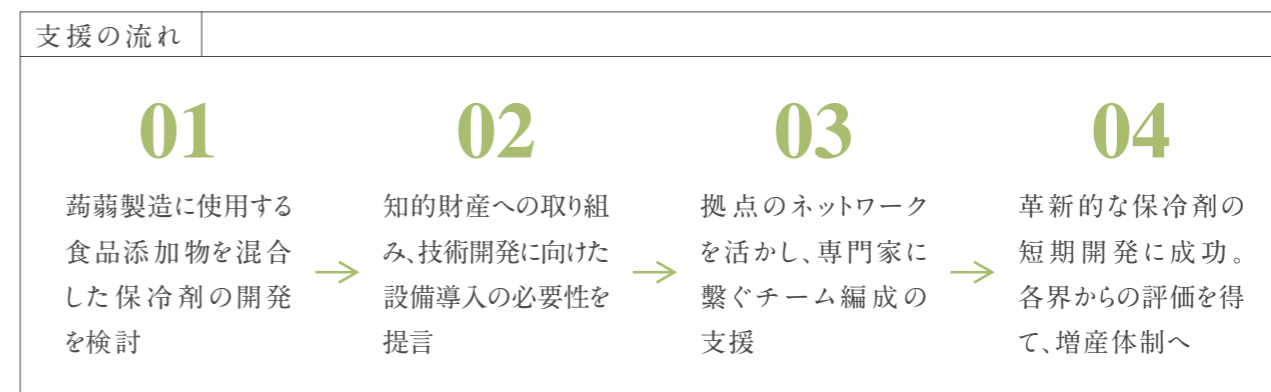 支援の流れ
01
蒟蒻製造に使用する
食品添加物を混合
した保冷剤の開発
を検討
02
知的財産への取り組
み、技術開発に向けた
設備導入の必要性を
提言
03
拠点のネットワーク
を活かし、専門家に
繋ぐチーム編成の
支援
04
革新的な保冷剤の
短期開発に成功。
各界からの評価を得
て、増産体制へ